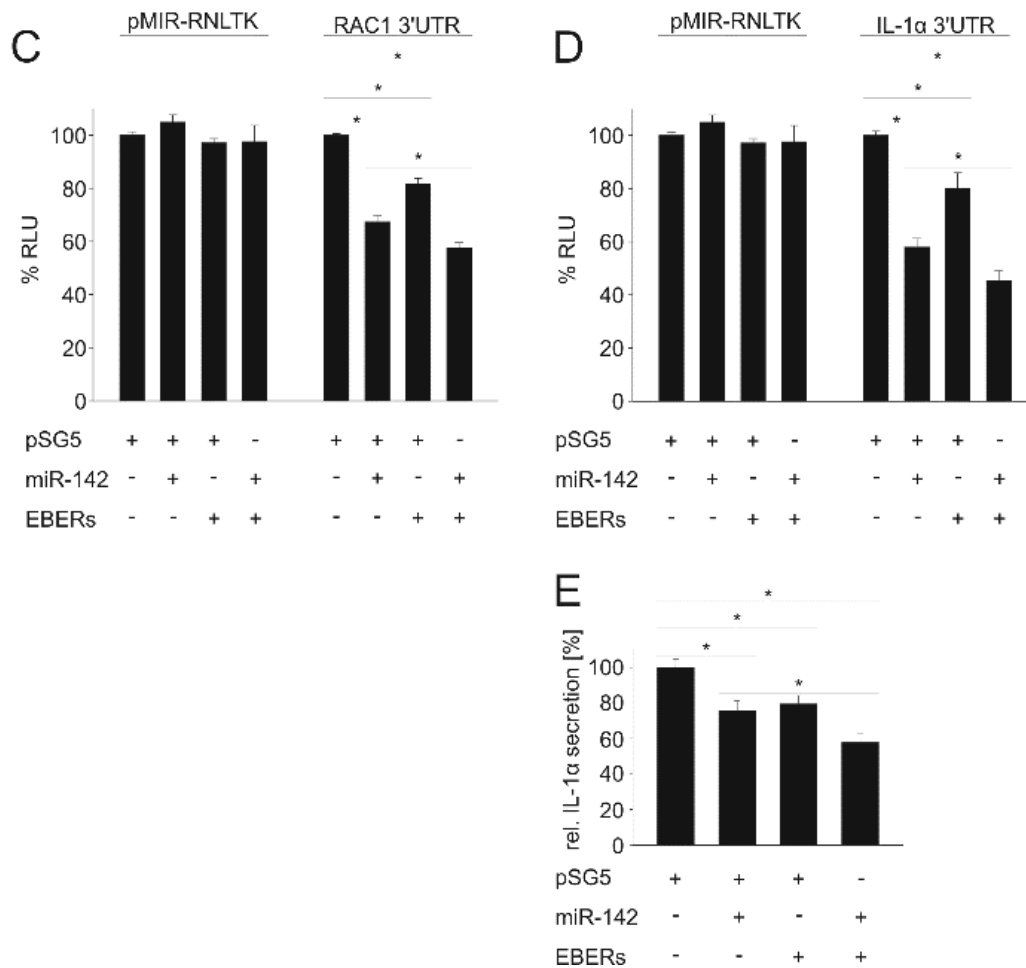 C
pMIR-RNLTK RAC1 3'UTR
*
*
*
*
% RLU
100
80
60
40
20
0
pSG5 + + + - + + + -
miR-142 - + - + - + - +
EBERs - - + + - - + +
D
pMIR-RNLTK IL-1α 3'UTR
*
*
*
*
% RLU
100
80
60
40
20
0
pSG5 + + + - + + + -
miR-142 - + - + - + - +
EBERs - - + + - - + +
E
*
*
*
*
rel. IL-1α secretion [%]
100
80
60
40
20
0
pSG5 + + + -
miR-142 - + - +
EBERs - - + +